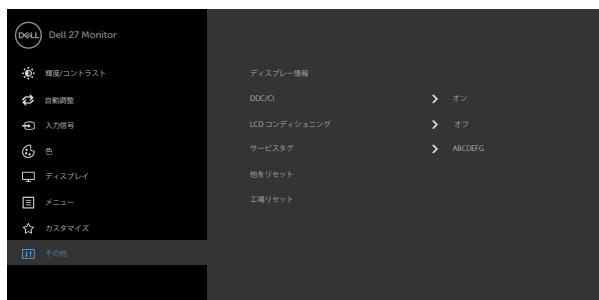 DELL Dell 27 Monitor
輝度/コントラスト
自動調整
入力信号
色
ディスプレイ
メニュー
カスタマイズ
その他
ディスプレー情報
DDC/CI オン
LCD コンディショニング オフ
サービスタグ ABCDEFG
他をリセット
工場リセット